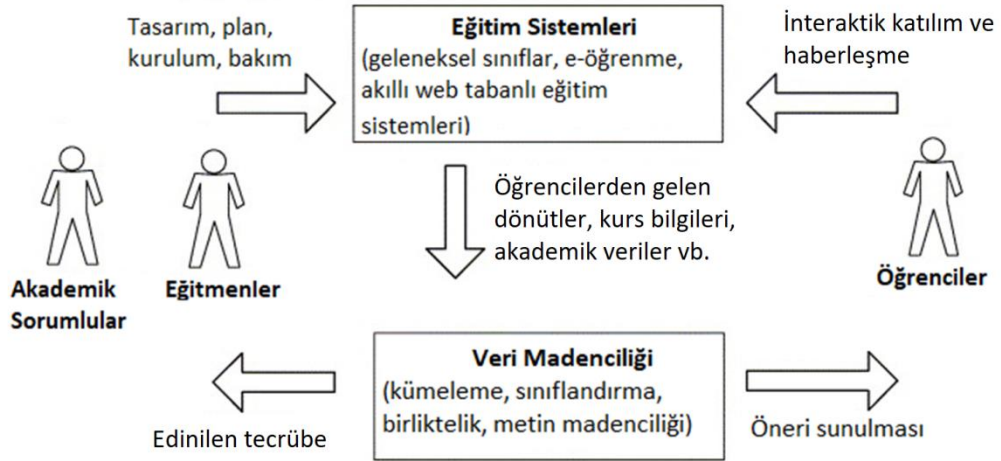 Tasarım, plan,
kurulum, bakım
Eğitim Sistemleri
(geleneksel sınıflar, e-öğrenme,
akıllı web tabanlı eğitim
sistemleri)
İnteraktik katılım ve
haberleşme
Öğrencilerden gelen
dönütler, kurs bilgileri,
akademik veriler vb.
Akademik
Sorumlular
Eğitmenler
Öğrenciler
Veri Madenciliği
(kümeleme, sınıflandırma,
birliktelik, metin madenciliği)
Edinilen tecrübe
Öneri sunulması